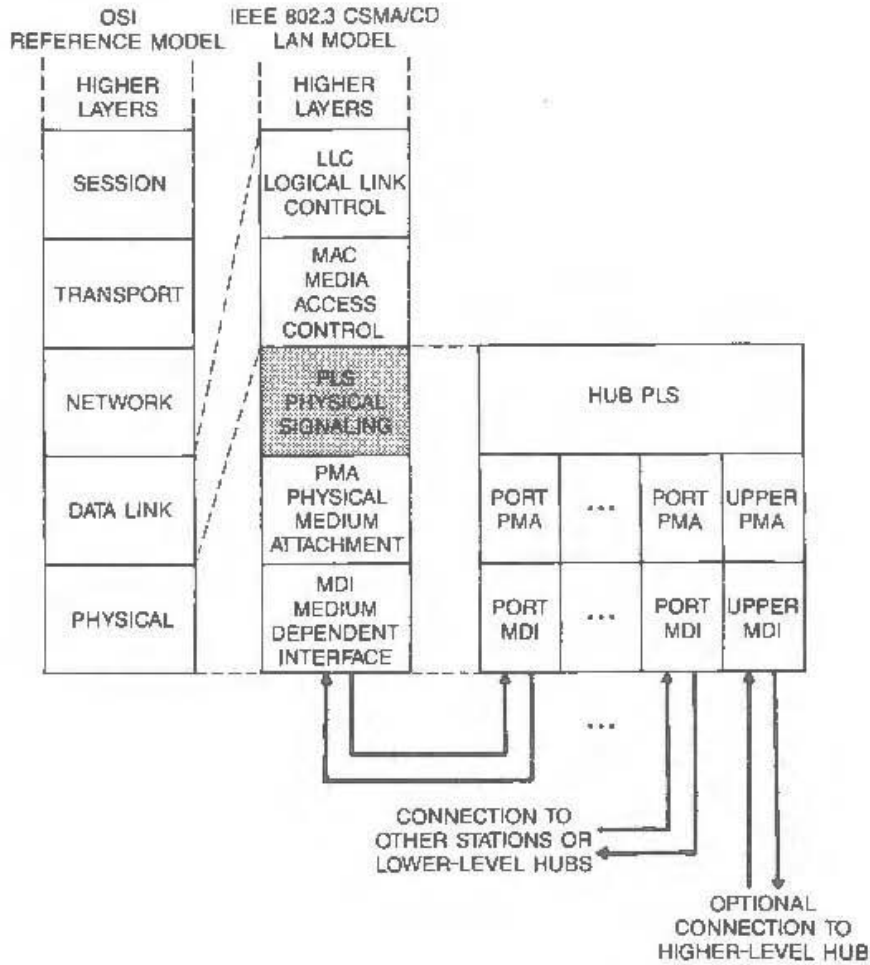 OSI
REFERENCE MODEL
IEEE 802.3 CSMA/CD
LAN MODEL
HIGHER
LAYERS
SESSION
TRANSPORT
NETWORK
DATA LINK
PHYSICAL
HIGHER
LAYERS
LLC
LOGICAL LINK
CONTROL
MAC
MEDIA
ACCESS
CONTROL
PLS
PHYSICAL
SIGNALING
PMA
PHYSICAL
MEDIUM
ATTACHMENT
MDI
MEDIUM
DEPENDENT
INTERFACE
HUB PLS
PORT
PMA
...
PORT
PMA
UPPER
PMA
PORT
MDI
...
PORT
MDI
UPPER
MDI
...
CONNECTION TO
OTHER STATIONS OR
LOWER-LEVEL HUBS
OPTIONAL
CONNECTION TO
HIGHER-LEVEL HUB